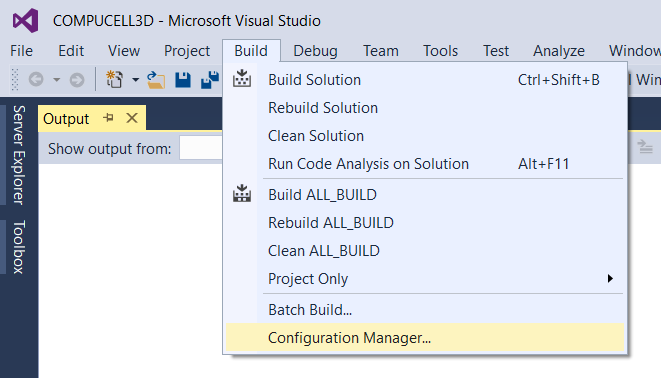 COMPUCELL3D - Microsoft Visual Studio
File Edit View Project Build Debug Team Tools Test Analyze Window
Build Solution Ctrl+Shift+B
Rebuild Solution
Clean Solution
Run Code Analysis on Solution Alt+F11
Build ALL_BUILD
Rebuild ALL_BUILD
Clean ALL_BUILD
Project Only
Batch Build...
Configuration Manager...
Win
Output
Show output from:
Server Explorer
Toolbox